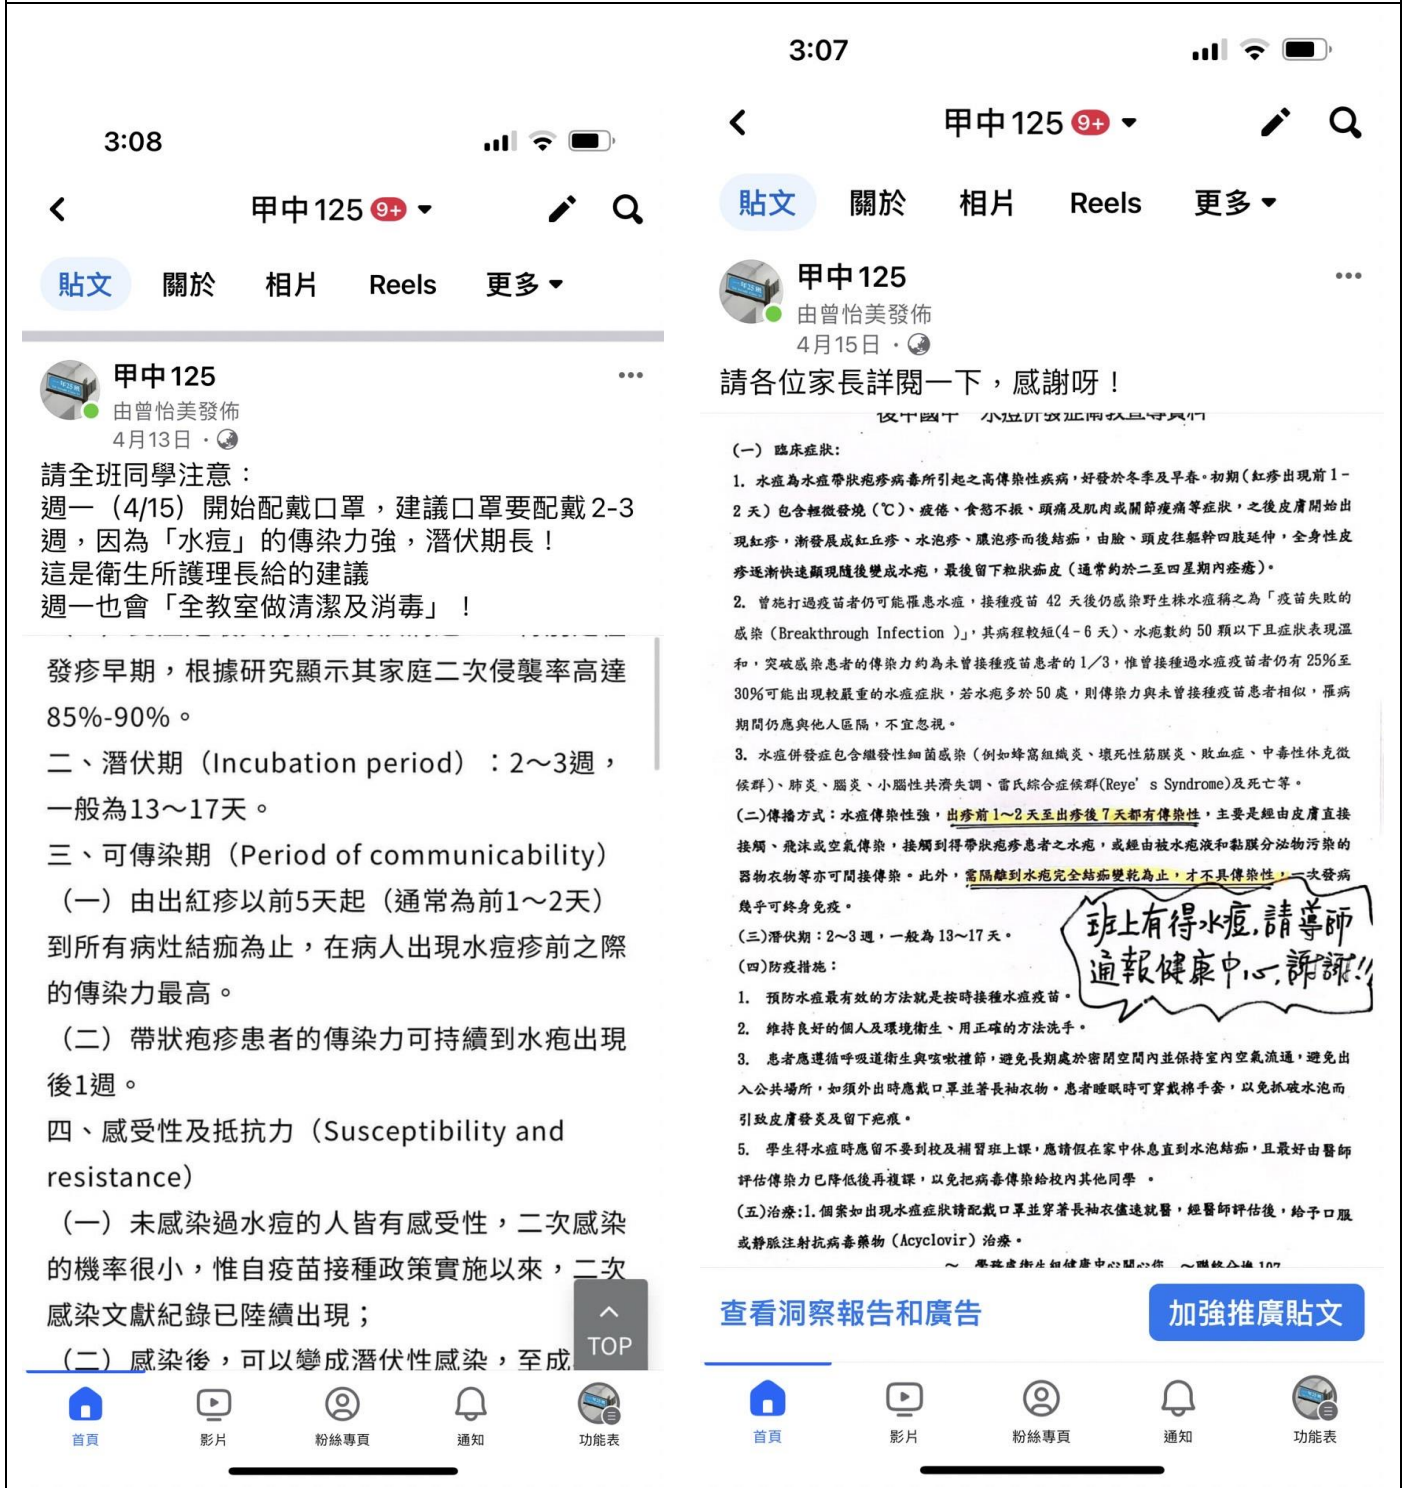 3:08
甲中125 9+
貼文 關於 相片 Reels 更多
甲中125
由曾怡美發佈
4月13日
請全班同學注意：
週一（4/15）開始配戴口罩，建議口罩要配戴2-3
週，因為「水痘」的傳染力強，潛伏期長！
這是衛生所護理長給的建議
週一也會「全教室做清潔及消毒」！
發疹早期，根據研究顯示其家庭二次侵襲率高達
85%-90%。
二、潛伏期（Incubation period）：2～3週，
一般為13～17天。
三、可傳染期（Period of communicability）
（一）由出紅疹以前5天起（通常為前1～2天）
到所有病灶結痂為止，在病人出現水痘疹前之際
的傳染力最高。
（二）帶狀疱疹患者的傳染力可持續到水疱出現
後1週。
四、感受性及抵抗力（Susceptibility and
resistance）
（一）未感染過水痘的人皆有感受性，二次感染
的機率很小，惟自疫苗接種政策實施以來，二次
感染文獻紀錄已陸續出現；
（二）感染後，可以變成潛伏性感染，至成
TOP
首頁 影片 粉絲專頁 通知 功能表
3:07
甲中125 9+
貼文 關於 相片 Reels 更多
甲中125
由曾怡美發佈
4月15日
請各位家長詳閱一下，感謝呀！
后中國中 水痘併發症衛教宣導資料
(一) 臨床症狀:
1. 水痘為水痘帶狀疱疹病毒所引起之高傳染性疾病，好發於冬季及早春。初期(紅疹出現前1-
2 天) 包含輕微發燒 (℃)、疲倦、食慾不振、頭痛及肌肉或關節痠痛等症狀，之後皮膚開始出
現紅疹，漸發展成紅丘疹、水泡疹、膿泡疹而後結痂，由臉、頭皮往軀幹四肢延伸，全身性皮
疹逐漸快速顯現隨後變成水疱，最後留下粒狀痂皮 (通常約於二至四星期內痊癒)。
2. 曾施打過疫苗者仍可能罹患水痘，接種疫苗 42 天後仍感染野生株水痘稱之為「疫苗失敗的
感染 (Breakthrough Infection )」，其病程較短(4-6 天)、水疱數約 50 顆以下且症狀表現溫
和，突破感染患者的傳染力約為未曾接種疫苗患者的 1／3，惟曾接種過水痘疫苗者仍有 25%至
30%可能出現較嚴重的水痘症狀，若水疱多於 50 處，則傳染力與未曾接種疫苗患者相似，罹病
期間仍應與他人區隔，不宜忽視。
3. 水痘併發症包含繼發性細菌感染 (例如蜂窩組織炎、壞死性筋膜炎、敗血症、中毒性休克徵
候群)、肺炎、腦炎、小腦性共濟失調、雷氏綜合症候群(Reye's Syndrome)及死亡等。
(二)傳播方式：水痘傳染性強，出疹前 1～2 天至出疹後 7 天都有傳染性，主要是經由皮膚直接
接觸、飛沫或空氣傳染，接觸到得帶狀疱疹患者之水疱，或經由被水疱液和黏膜分泌物污染的
器物衣物等亦可間接傳染。此外，需隔離到水疱完全結痂變乾為止，才不具傳染性，一次發病
幾乎可終身免疫。
(三)潛伏期：2～3 週，一般為 13～17 天。
(四)防疫措施：
班上有得水痘,請導師
通報健康中心,謝謝!!
1. 預防水痘最有效的方法就是按時接種水痘疫苗。
2. 維持良好的個人及環境衛生、用正確的方法洗手。
3. 患者應遵循呼吸道衛生與咳嗽禮節，避免長期處於密閉空間內並保持室內空氣流通，避免出
入公共場所，如須外出時應戴口罩並著長袖衣物。患者睡眠時可穿戴棉手套，以免抓破水泡而
引致皮膚發炎及留下疤痕。
5. 學生得水痘時應留不要到校及補習班上課，應請假在家中休息直到水泡結痂，且最好由醫師
評估傳染力已降低後再複課，以免把病毒傳染給校內其他同學 。
(五)治療:1.個案如出現水痘症狀請配戴口罩並穿著長袖衣儘速就醫，經醫師評估後，給予口服
或靜脈注射抗病毒藥物 (Acyclovir) 治療。
～ 學務處衛生組健康中心關心您 ～聯絡分機 107
查看洞察報告和廣告 加強推廣貼文
首頁 影片 粉絲專頁 通知 功能表